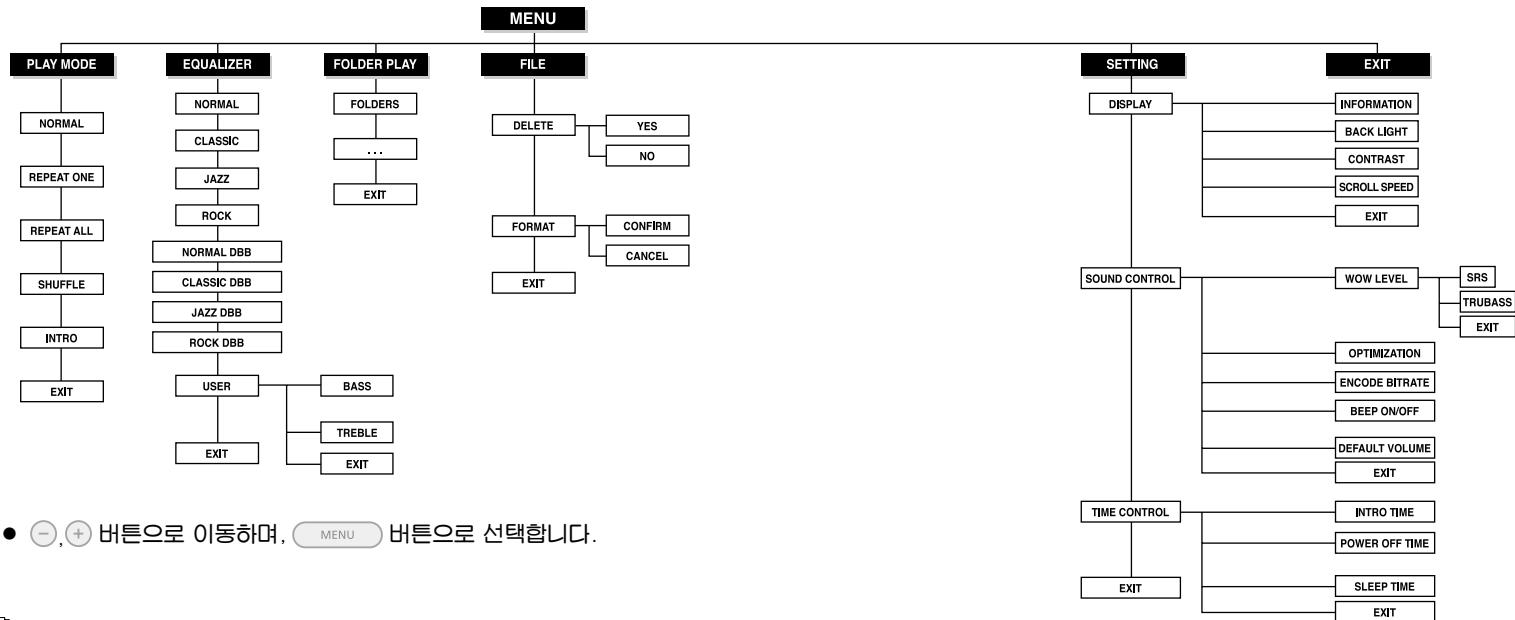 MENU
PLAY MODE
NORMAL
REPEAT ONE
REPEAT ALL
SHUFFLE
INTRO
EXIT
EQUALIZER
NORMAL
CLASSIC
JAZZ
ROCK
NORMAL DBB
CLASSIC DBB
JAZZ DBB
ROCK DBB
USER
BASS
TREBLE
EXIT
EXIT
FOLDER PLAY
FOLDERS
...
EXIT
FILE
DELETE
YES
NO
FORMAT
CONFIRM
CANCEL
EXIT
SETTING
DISPLAY
INFORMATION
BACK LIGHT
CONTRAST
SCROLL SPEED
EXIT
SOUND CONTROL
WOW LEVEL
SRS
TRUBASS
EXIT
OPTIMIZATION
ENCODE BITRATE
BEEP ON/OFF
DEFAULT VOLUME
EXIT
TIME CONTROL
INTRO TIME
POWER OFF TIME
SLEEP TIME
EXIT
EXIT
EXIT
● -, + 버튼으로 이동하며, MENU 버튼으로 선택합니다.